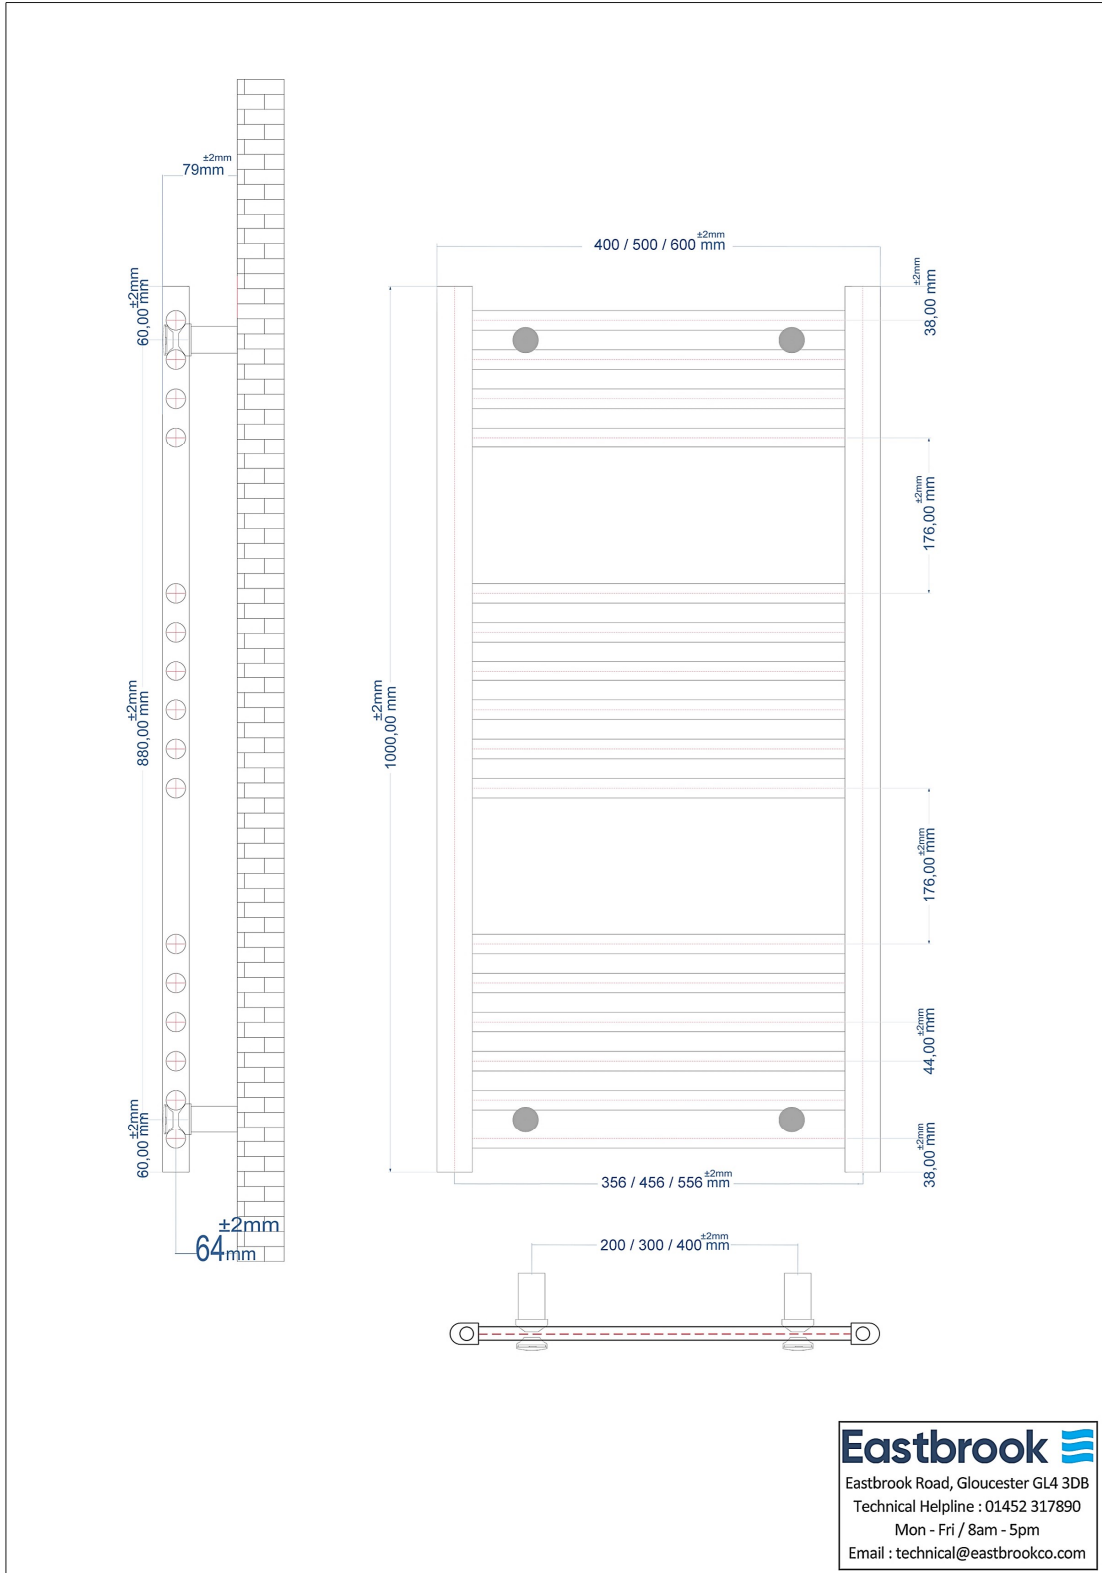 ±2mm
79mm
±2mm
400 / 500 / 600 mm
±2mm
60,00 mm
±2mm
38,00 mm
±2mm
176,00 mm
±2mm
880,00 mm
±2mm
1000,00 mm
±2mm
176,00 mm
±2mm
44,00 mm
±2mm
60,00 mm
±2mm
38,00 mm
±2mm
356 / 456 / 556 mm
±2mm
64mm
±2mm
200 / 300 / 400 mm
Eastbrook
Eastbrook Road, Gloucester GL4 3DB
Technical Helpline : 01452 317890
Mon - Fri / 8am - 5pm
Email : technical@eastbrookco.com